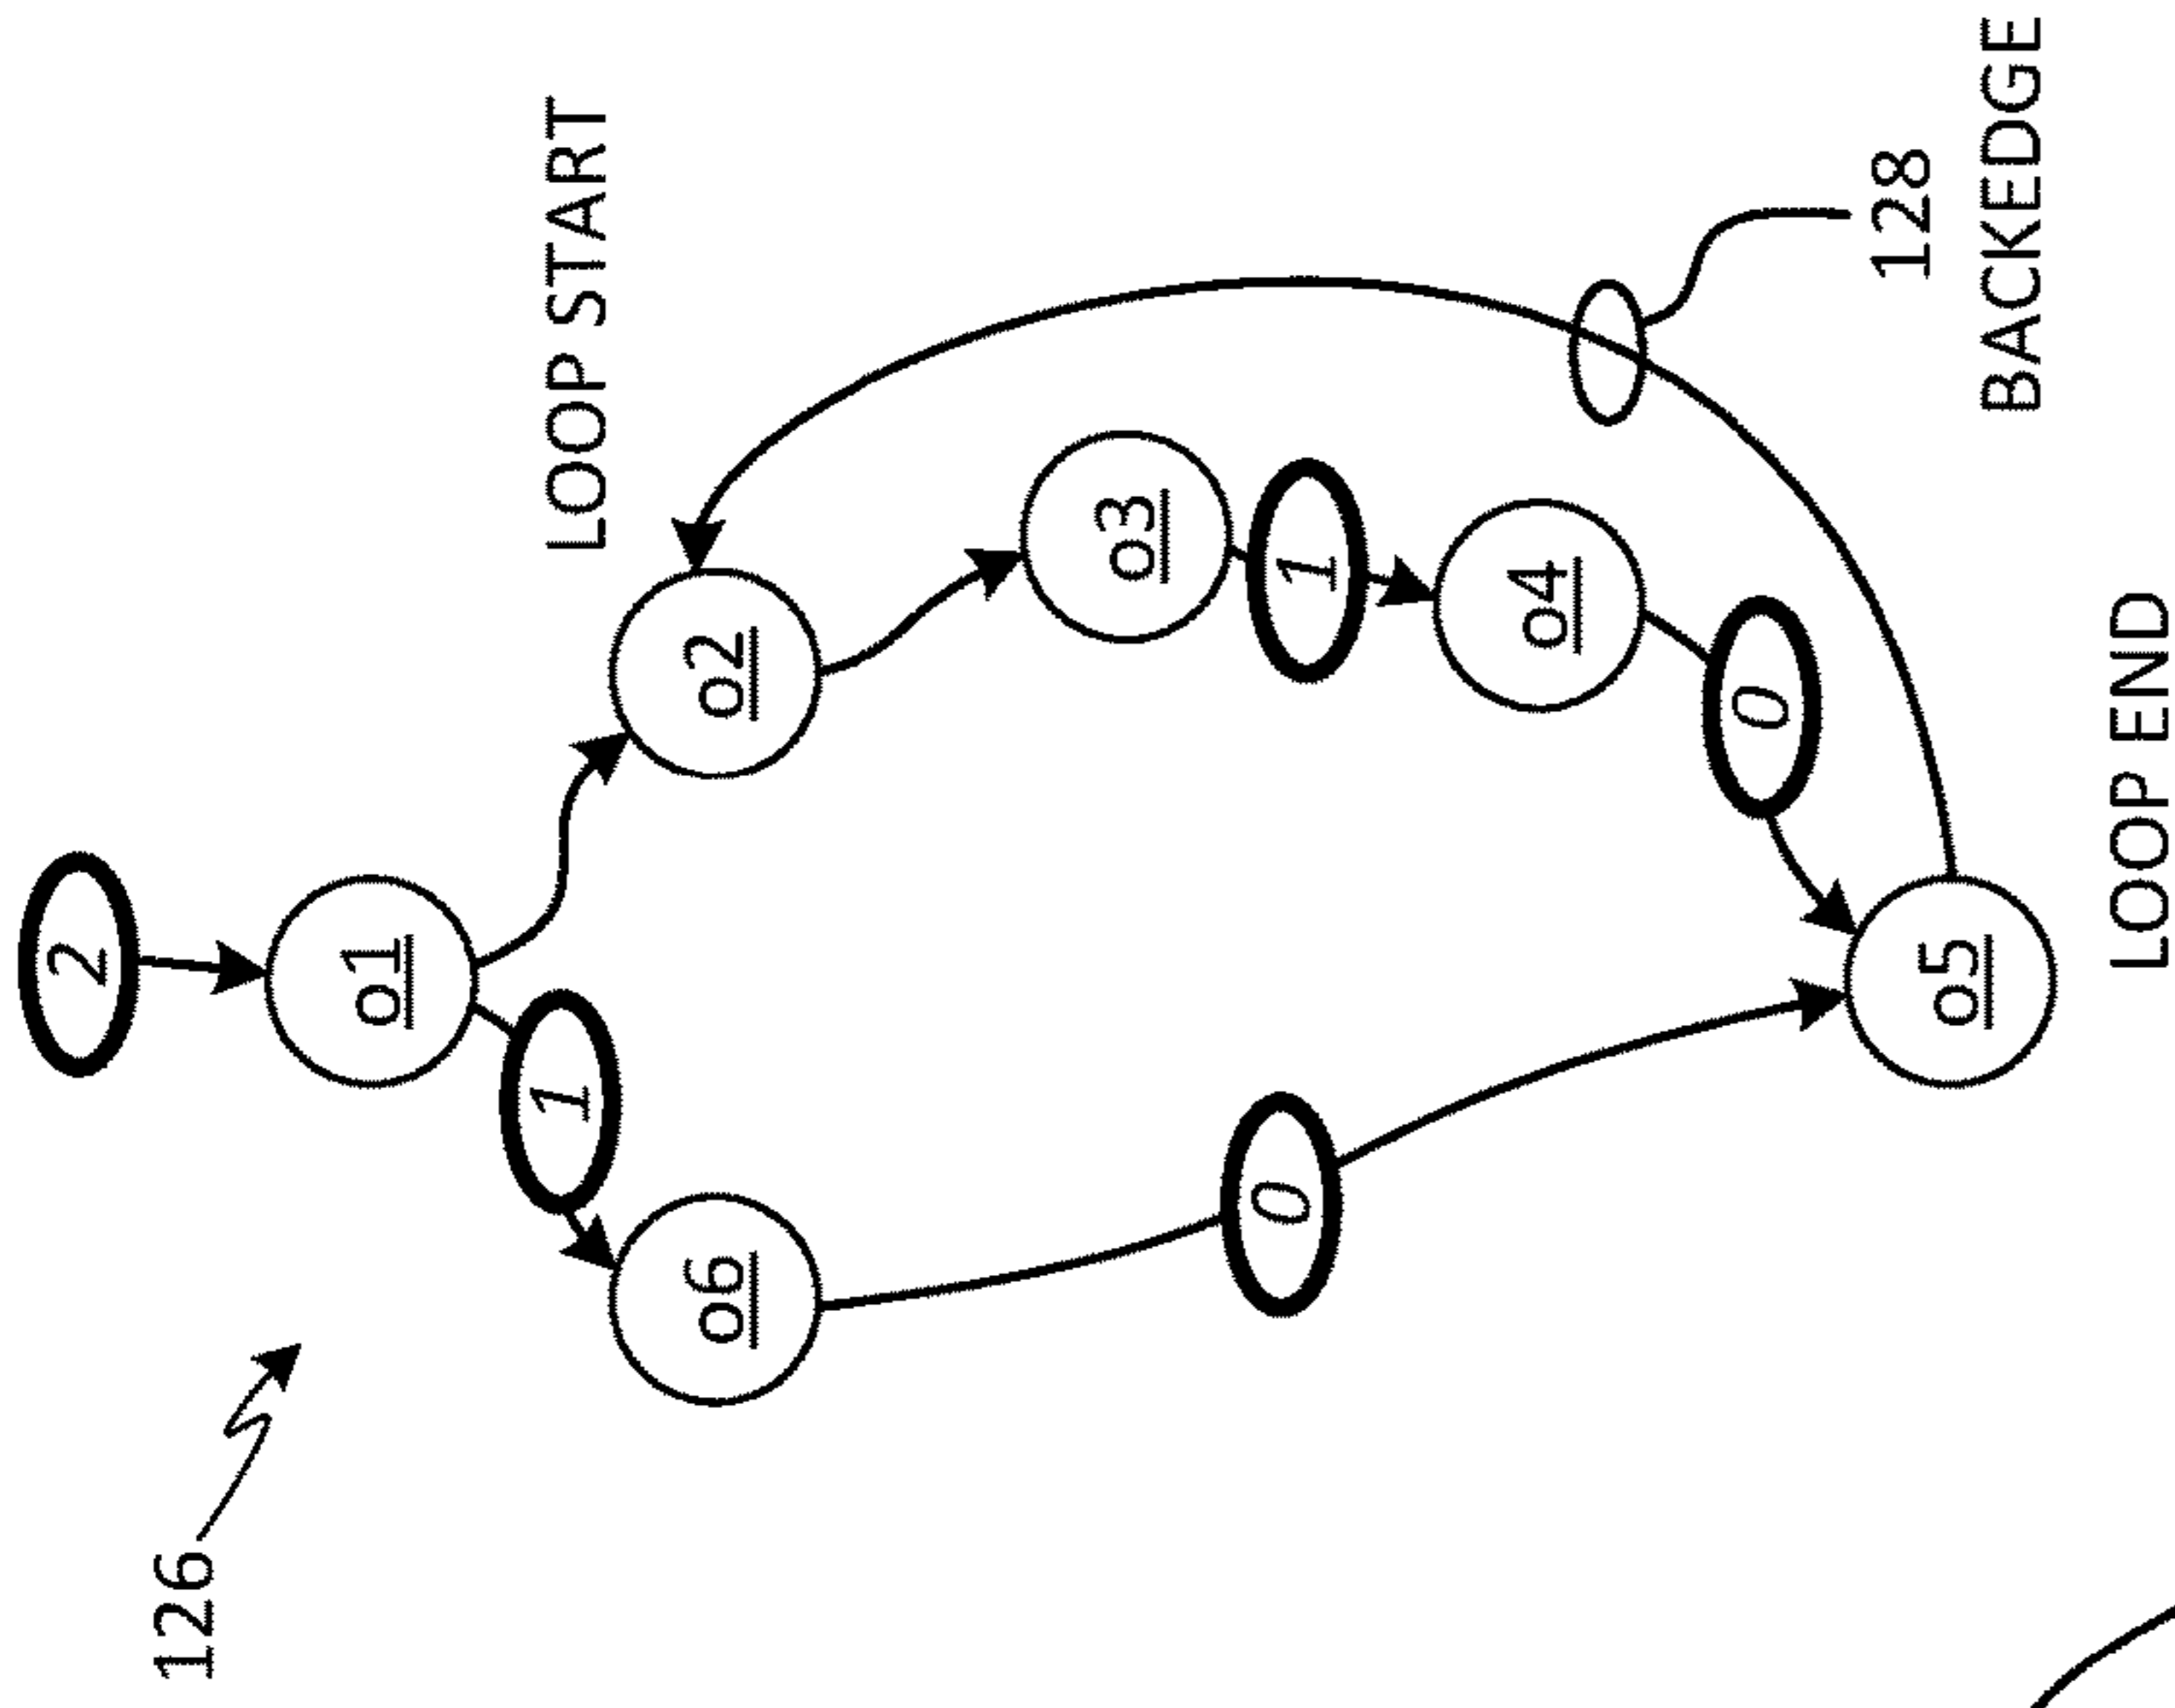 126
2
o1
1
LOOP START
o6
o2
o3
0
1
o4
0
128
o5
BACKEDGE
LOOP END